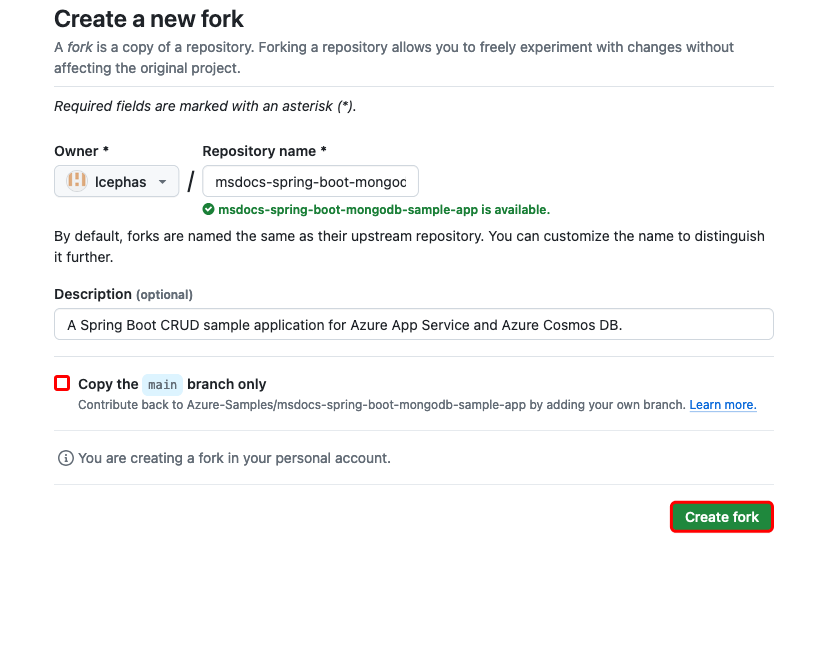 Create a new fork
A fork is a copy of a repository. Forking a repository allows you to freely experiment with changes without
affecting the original project.
Required fields are marked with an asterisk (*).
Owner * Repository name *
Icephas / msdocs-spring-boot-mongoc
msdocs-spring-boot-mongodb-sample-app is available.
By default, forks are named the same as their upstream repository. You can customize the name to distinguish
it further.
Description (optional)
A Spring Boot CRUD sample application for Azure App Service and Azure Cosmos DB.
Copy the main branch only
Contribute back to Azure-Samples/msdocs-spring-boot-mongodb-sample-app by adding your own branch. Learn more.
You are creating a fork in your personal account.
Create fork